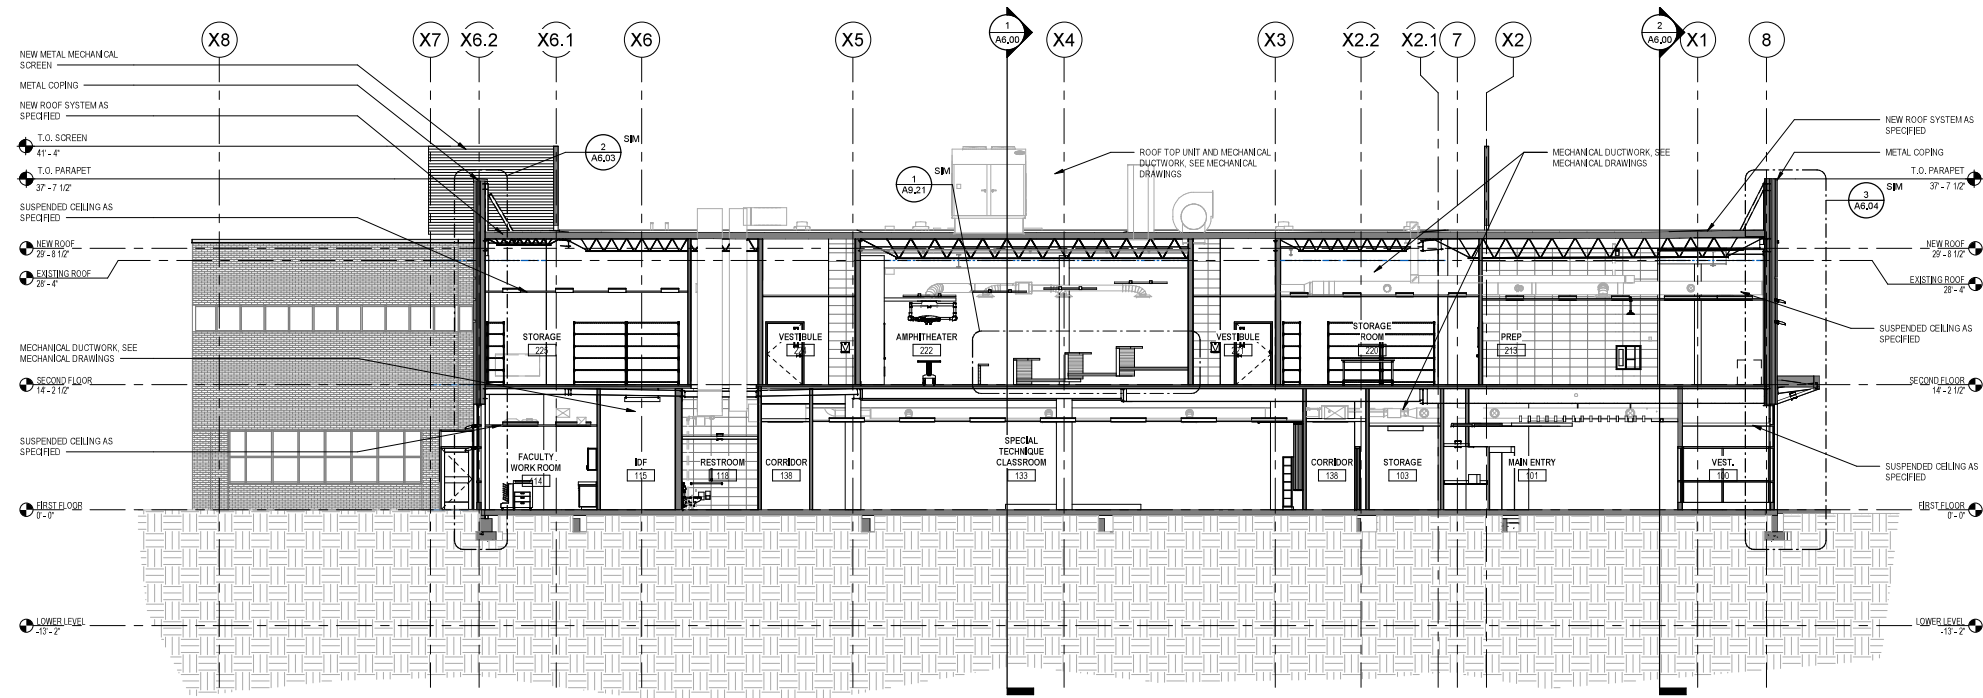 X8
X7
X6.2
X6.1
X6
X5
1
A6.00
X4
X3
X2.2
X2.1
7
X2
2
A6.00
X1
8
NEW METAL MECHANICAL
SCREEN
METAL COPING
NEW ROOF SYSTEM AS
SPECIFIED
T.O. SCREEN
41' - 4"
T.O. PARAPET
37' - 7 1/2"
SUSPENDED CEILING AS
SPECIFIED
NEW ROOF
29' - 8 1/2"
EXISTING ROOF
28' - 4"
MECHANICAL DUCTWORK, SEE
MECHANICAL DRAWINGS
SECOND FLOOR
14' - 2 1/2"
SUSPENDED CEILING AS
SPECIFIED
FIRST FLOOR
0' - 0"
LOWER LEVEL
-13' - 2"
2
A6.03
SIM
1
A9.21
SIM
ROOF TOP UNIT AND MECHANICAL
DUCTWORK, SEE MECHANICAL
DRAWINGS
MECHANICAL DUCTWORK, SEE
MECHANICAL DRAWINGS
STORAGE
225
VESTIBULE
AMPHITHEATER
222
VESTIBULE
221
STORAGE
ROOM
220
PREP
213
FACULTY
WORK ROOM
114
IDF
115
RESTROOM
118
CORRIDOR
138
SPECIAL
TECHNIQUE
CLASSROOM
133
CORRIDOR
138
STORAGE
103
MAIN ENTRY
101
VEST.
100
NEW ROOF SYSTEM AS
SPECIFIED
METAL COPING
T.O. PARAPET
37' - 7 1/2"
3
A6.04
SIM
NEW ROOF
29' - 8 1/2"
EXISTING ROOF
28' - 4"
SUSPENDED CEILING AS
SPECIFIED
SECOND FLOOR
14' - 2 1/2"
SUSPENDED CEILING AS
SPECIFIED
FIRST FLOOR
0' - 0"
LOWER LEVEL
-13' - 2"